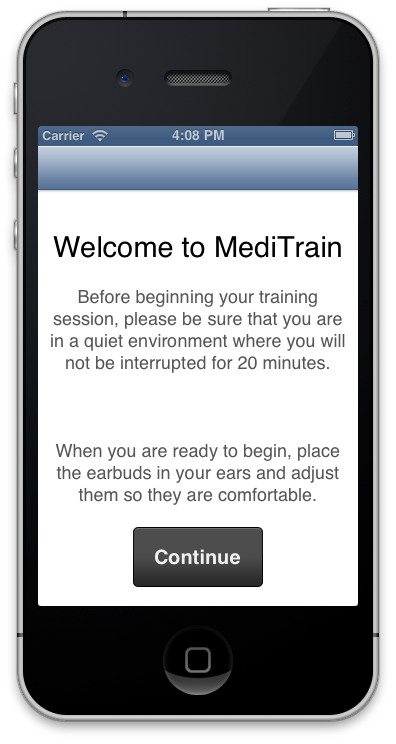 Carrier 4:08 PM
Welcome to MediTrain
Before beginning your training
session, please be sure that you are
in a quiet environment where you will
not be interrupted for 20 minutes.
When you are ready to begin, place
the earbuds in your ears and adjust
them so they are comfortable.
Continue